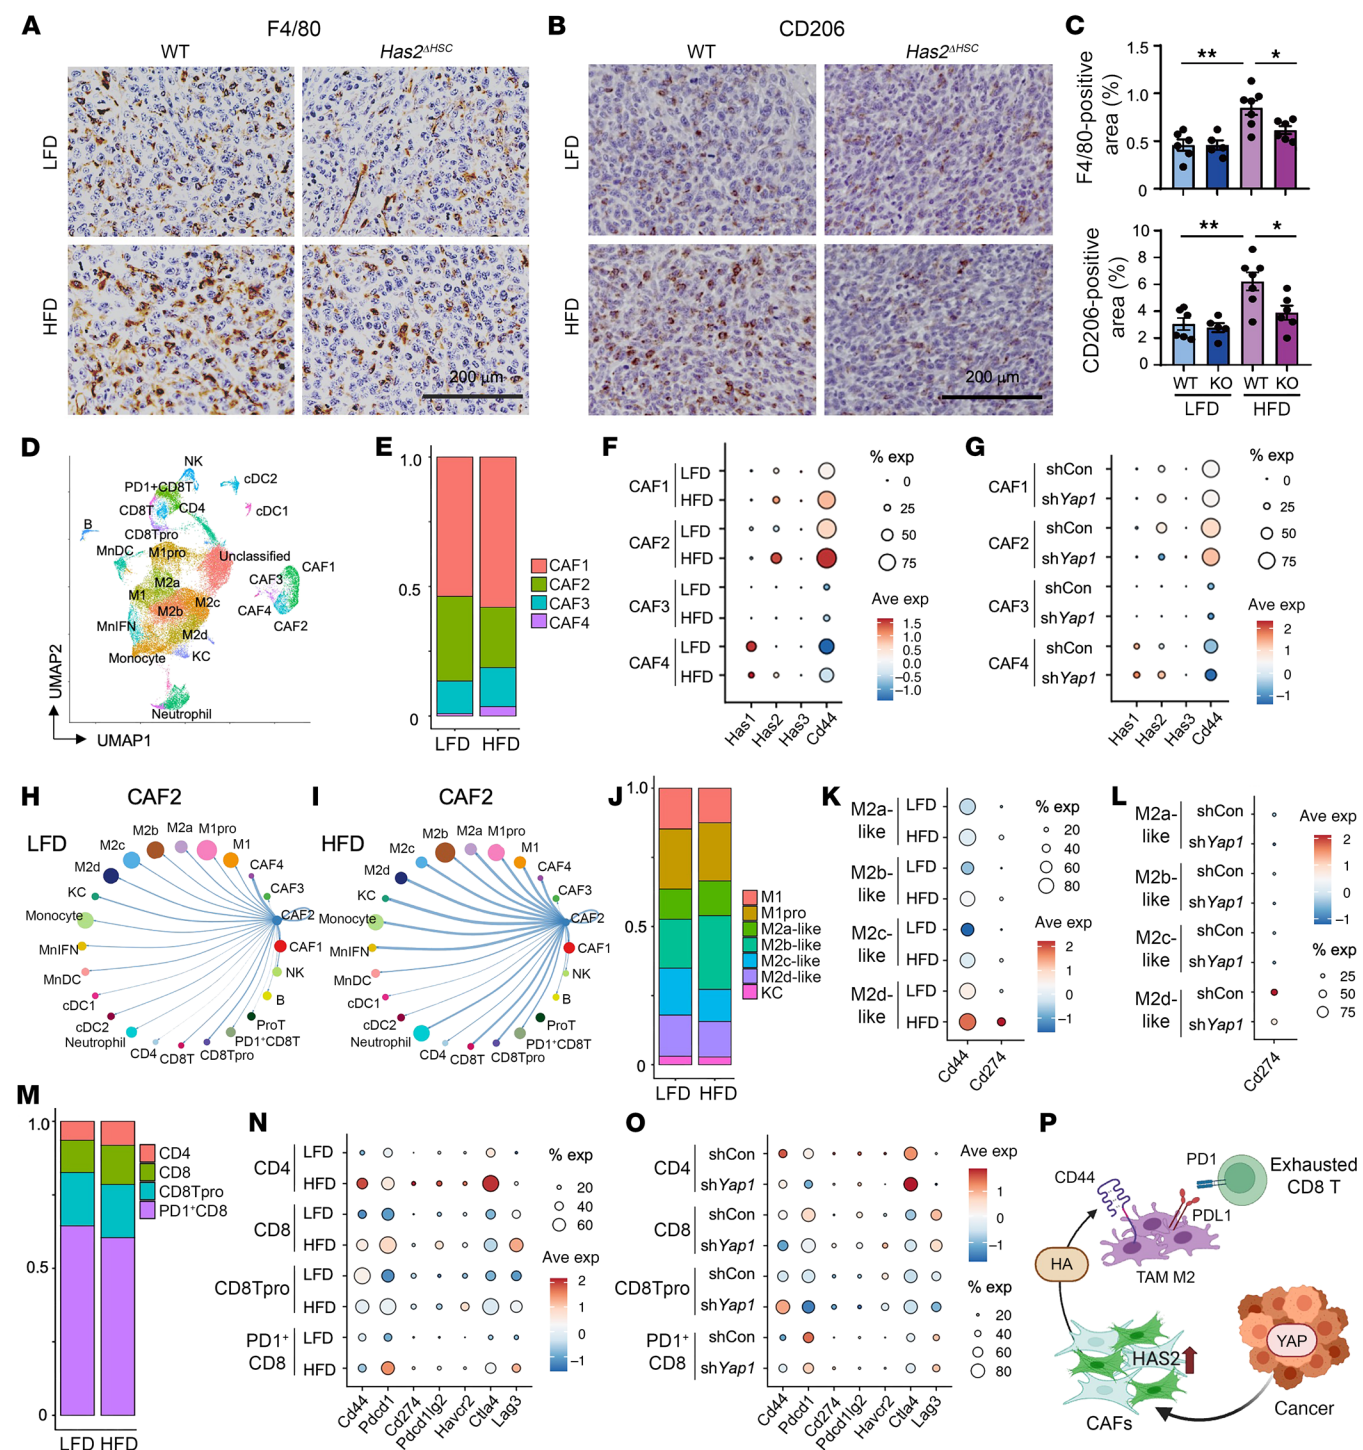 A
F4/80
WT
Has2ΔHSC
LFD
HFD
200 μm
B
CD206
WT
Has2ΔHSC
LFD
HFD
200 μm
C
F4/80-positive
area (%)
1.5
1.0
0.5
0
**
*
CD206-positive
area (%)
10
8
6
4
2
0
**
*
WT KO WT KO
LFD HFD
D
NK
cDC2
PD1+CD8T
CD8T
CD4
cDC1
B
CD8Tpro
MnDC
M1pro
Unclassified
CAF1
M2a
CAF3
M1
M2c
CAF4
M2b
CAF2
MnIFN
M2d
Monocyte
KC
Neutrophil
UMAP2
UMAP1
E
1.0
0.5
0
LFD HFD
CAF1
CAF2
CAF3
CAF4
F
CAF1
LFD
HFD
CAF2
LFD
HFD
CAF3
LFD
HFD
CAF4
LFD
HFD
Has1
Has2
Has3
Cd44
% exp
0
25
50
75
Ave exp
1.5
1.0
0.5
0.0
−0.5
−1.0
G
CAF1
shCon
shYap1
CAF2
shCon
shYap1
CAF3
shCon
shYap1
CAF4
shCon
shYap1
Has1
Has2
Has3
Cd44
% exp
0
25
50
75
Ave exp
2
1
0
−1
H
CAF2
LFD
M2b
M2a
M1pro
M2c
M1
M2d
CAF4
KC
CAF3
Monocyte
CAF2
MnIFN
CAF1
MnDC
NK
cDC1
B
cDC2
ProT
Neutrophil
PD1+CD8T
CD4
CD8T
CD8Tpro
I
CAF2
HFD
M2b
M2a
M1pro
M2c
M1
M2d
CAF4
KC
CAF3
Monocyte
CAF2
MnIFN
CAF1
MnDC
NK
cDC1
B
cDC2
ProT
Neutrophil
PD1+CD8T
CD4
CD8T
CD8Tpro
J
1.0
0.5
0
LFD HFD
M1
M1pro
M2a-like
M2b-like
M2c-like
M2d-like
KC
K
M2a-
like
LFD
HFD
M2b-
like
LFD
HFD
M2c-
like
LFD
HFD
M2d-
like
LFD
HFD
Cd44
Cd274
% exp
20
40
60
80
Ave exp
2
1
0
−1
L
M2a-
like
shCon
shYap1
M2b-
like
shCon
shYap1
M2c-
like
shCon
shYap1
M2d-
like
shCon
shYap1
Cd274
Ave exp
2
1
0
−1
% exp
25
50
75
M
1.0
0.5
0
LFD HFD
CD4
CD8
CD8Tpro
PD1+CD8
N
CD4
LFD
HFD
CD8
LFD
HFD
CD8Tpro
LFD
HFD
PD1+
CD8
LFD
HFD
Cd44
Pdcd1
Cd274
Pdcd1lg2
Havcr2
Ctla4
Lag3
% exp
20
40
60
Ave exp
2
1
0
−1
O
CD4
shCon
shYap1
CD8
shCon
shYap1
CD8Tpro
shCon
shYap1
PD1+
CD8
shCon
shYap1
Cd44
Pdcd1
Cd274
Pdcd1lg2
Havcr2
Ctla4
Lag3
Ave exp
1
0
−1
% exp
20
40
60
80
P
PD1
Exhausted
CD8 T
CD44
PDL1
HA
TAM M2
YAP
HAS2
Cancer
CAFs